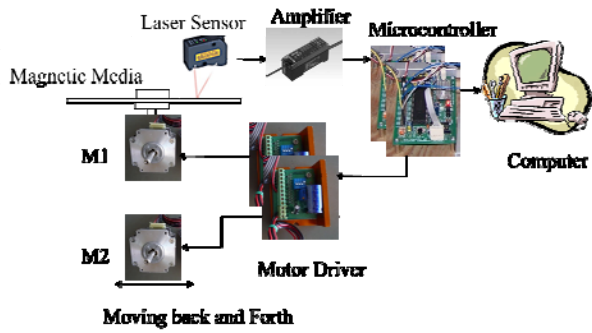 Laser Sensor
Amplifier
Microcontroller
Magnetic Media
M1
Computer
M2
Motor Driver
Moving back and Forth